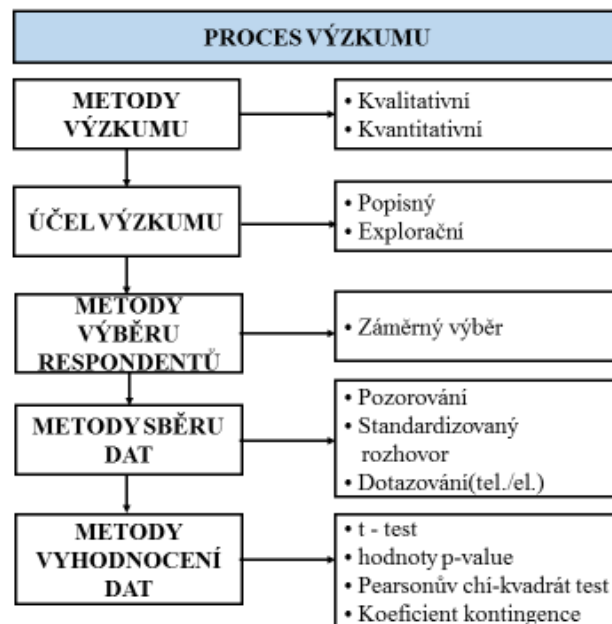 PROCES VÝZKUMU
METODY
VÝZKUMU
• Kvalitativní
• Kvantitativní
ÚČEL VÝZKUMU
• Popisný
• Explorační
METODY
VÝBĚRU
RESPONDENTŮ
• Záměrný výběr
METODY SBĚRU
DAT
• Pozorování
• Standardizovaný
rozhovor
• Dotazování(tel./el.)
METODY
VYHODNOCENÍ
DAT
• t - test
• hodnoty p-value
• Pearsonův chí-kvadrát test
• Koeficient kontingence